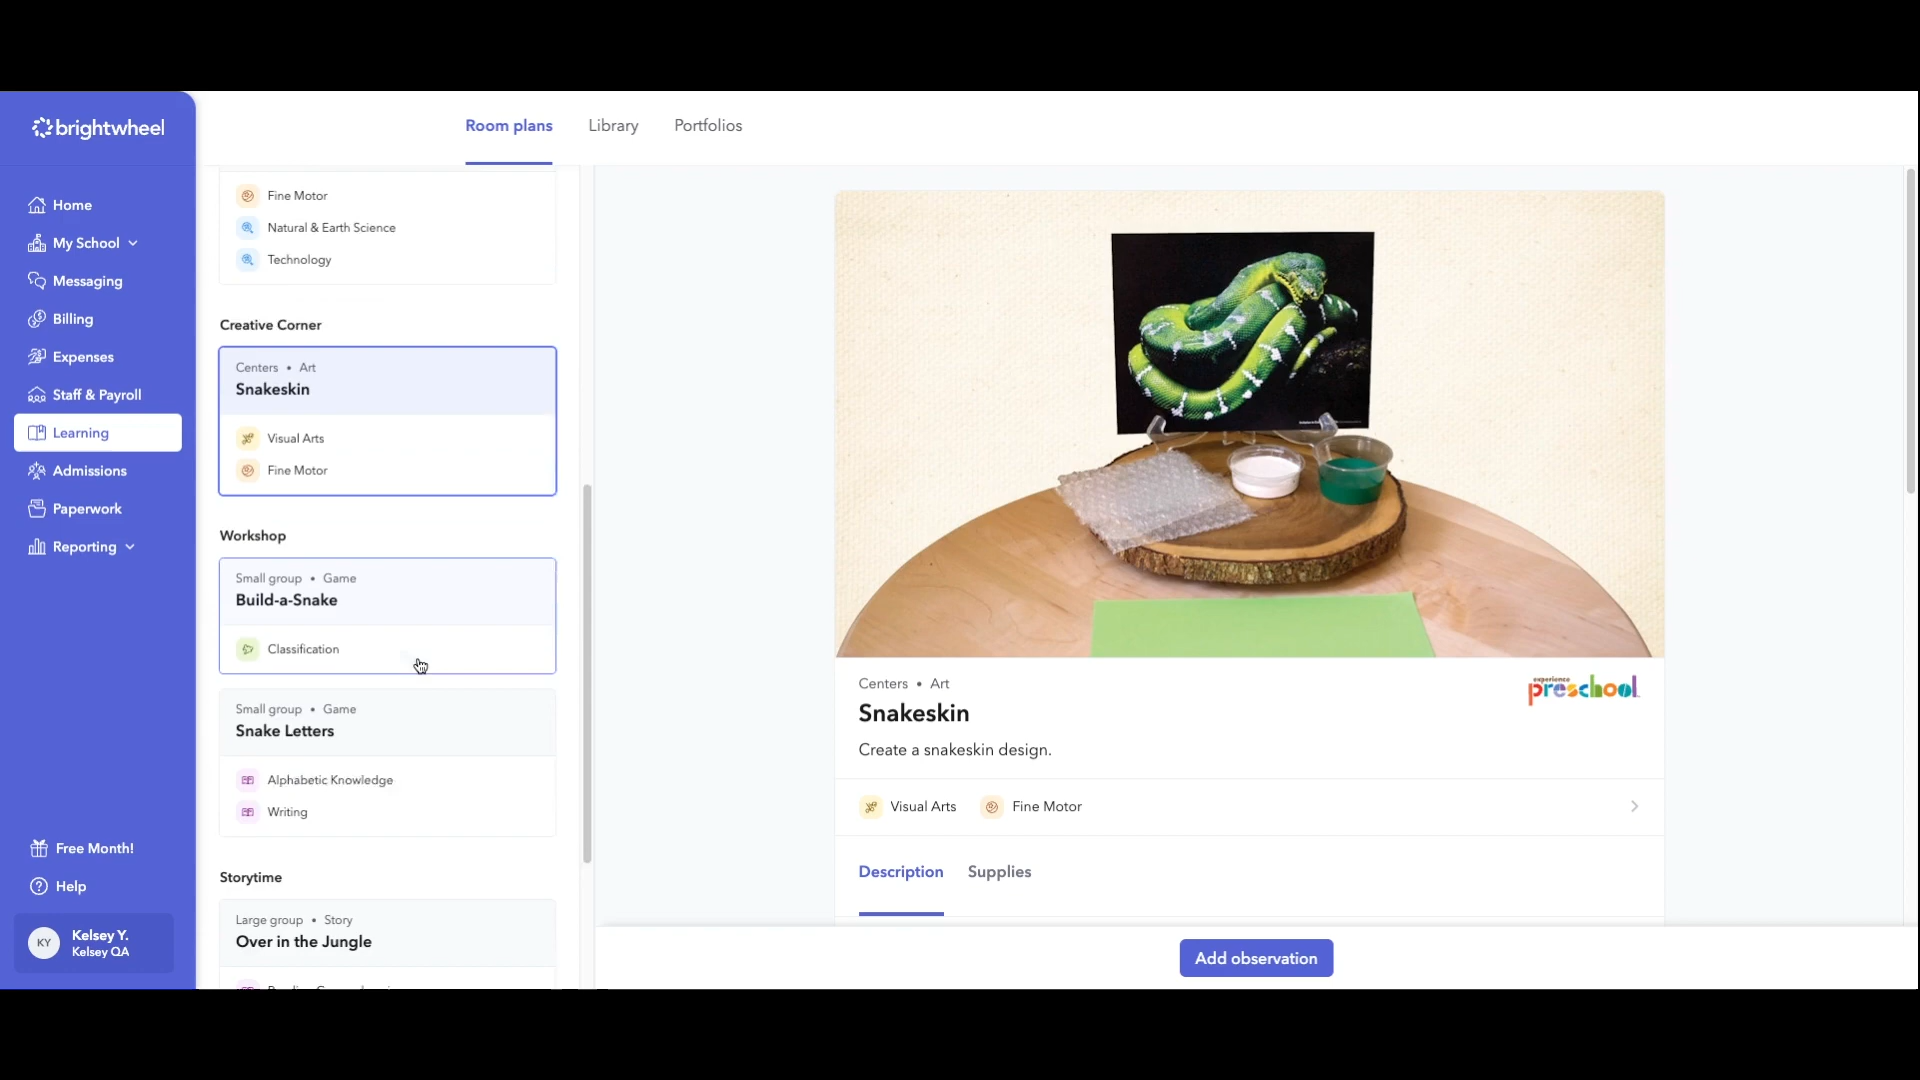 brightwheel
Room plans
Library
Portfolios
Home
My School
Messaging
Billing
Expenses
Staff & Payroll
Learning
Admissions
Paperwork
Reporting
Free Month!
Help
KY
Kelsey Y.
Kelsey QA
Fine Motor
Natural & Earth Science
Technology
Creative Corner
Centers • Art
Snakeskin
Visual Arts
Fine Motor
Workshop
Small group • Game
Build-a-Snake
Classification
Small group • Game
Snake Letters
Alphabetic Knowledge
Writing
Storytime
Large group • Story
Over in the Jungle
Centers • Art
experience
preschool
Snakeskin
Create a snakeskin design.
Visual Arts
Fine Motor
Description
Supplies
Add observation